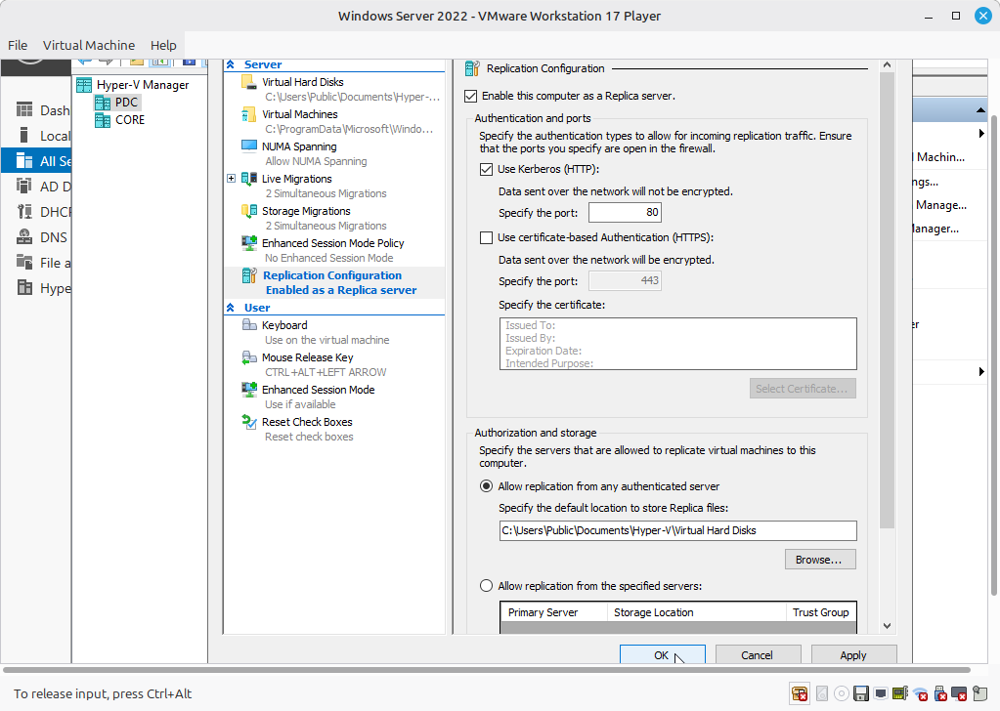 Windows Server 2022 - VMware Workstation 17 Player
File Virtual Machine Help
Dash
Local
All Se
AD D
DHCP
DNS
File a
Hype
Hyper-V Manager
PDC
CORE
Server
Virtual Hard Disks
C:\Users\Public\Documents\Hyper-...
Virtual Machines
C:\ProgramData\Microsoft\Windo...
NUMA Spanning
Allow NUMA Spanning
Live Migrations
2 Simultaneous Migrations
Storage Migrations
2 Simultaneous Migrations
Enhanced Session Mode Policy
No Enhanced Session Mode
Replication Configuration
Enabled as a Replica server
User
Keyboard
Use on the virtual machine
Mouse Release Key
CTRL+ALT+LEFT ARROW
Enhanced Session Mode
Use if available
Reset Check Boxes
Reset check boxes
Replication Configuration
Enable this computer as a Replica server.
Authentication and ports
Specify the authentication types to allow for incoming replication traffic. Ensure
that the ports you specify are open in the firewall.
Use Kerberos (HTTP):
Data sent over the network will not be encrypted.
Specify the port: 80
Use certificate-based Authentication (HTTPS):
Data sent over the network will be encrypted.
Specify the port: 443
Specify the certificate:
Issued To:
Issued By:
Expiration Date:
Intended Purpose:
Select Certificate...
Authorization and storage
Specify the servers that are allowed to replicate virtual machines to this
computer.
Allow replication from any authenticated server
Specify the default location to store Replica files:
C:\Users\Public\Documents\Hyper-V\Virtual Hard Disks
Browse...
Allow replication from the specified servers:
Primary Server Storage Location Trust Group
OK Cancel Apply
l Machin...
ngs...
Manage...
anager...
er
To release input, press Ctrl+Alt